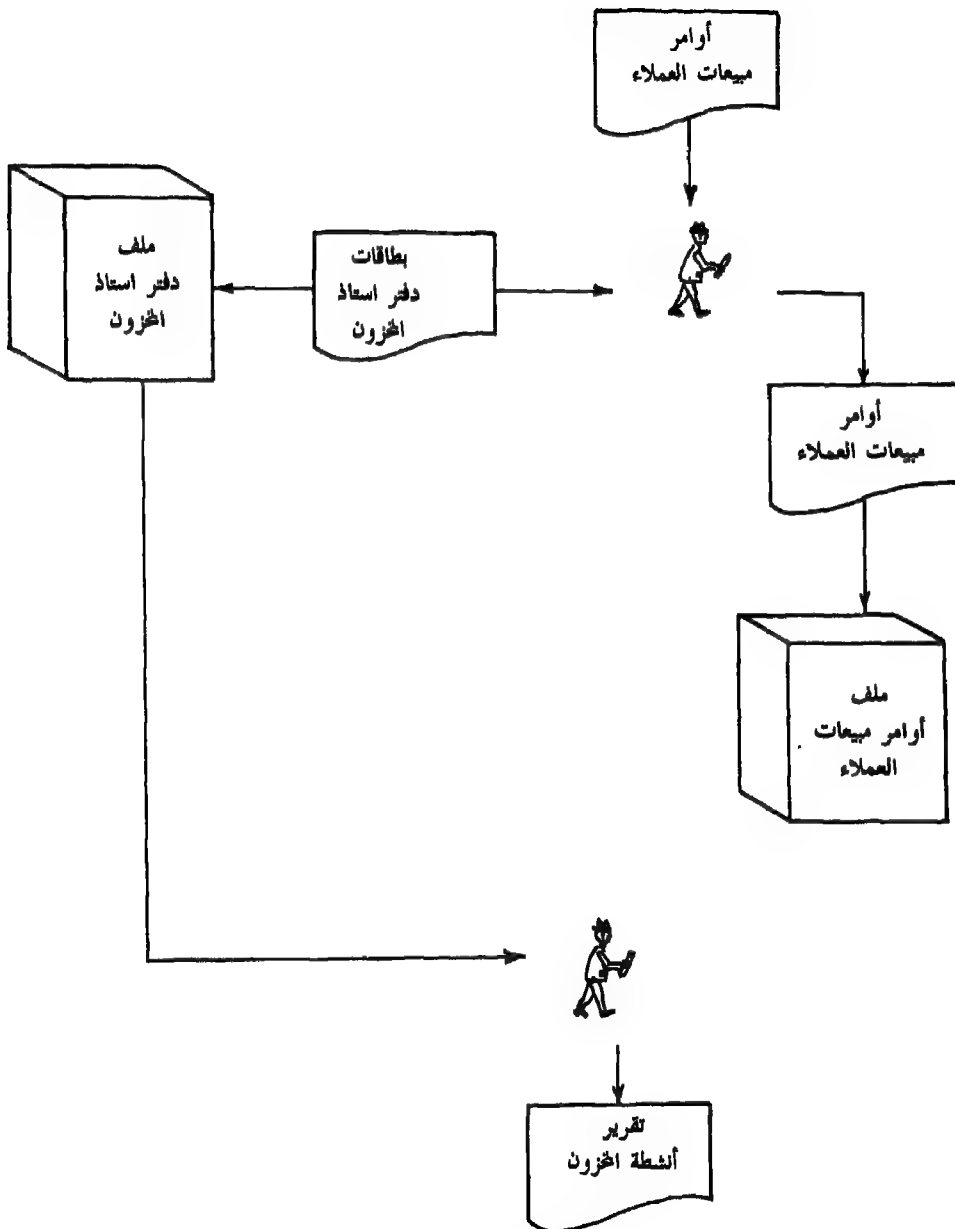 أوامر
مبيعات العملاء
ملف
دفتر استاذ
المخزون
بطاقات
دفتر استاذ
المخزون
أوامر
مبيعات العملاء
ملف
أوامر مبيعات
العملاء
تقرير
أنشطة المخزون